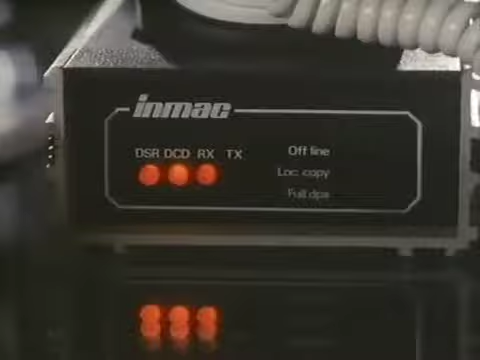 inmac
DSR DCD RX TX
Off line
Loc. copy
Full dpx